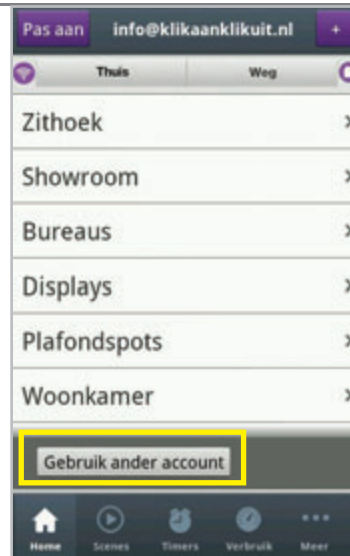 Pas aan info@klikaanklikuit.nl +
Thuis Weg
Zithoek
Showroom
Bureaus
Displays
Plafondspots
Woonkamer
Gebruik ander account
Home Scenes Timers Verbruik Meer